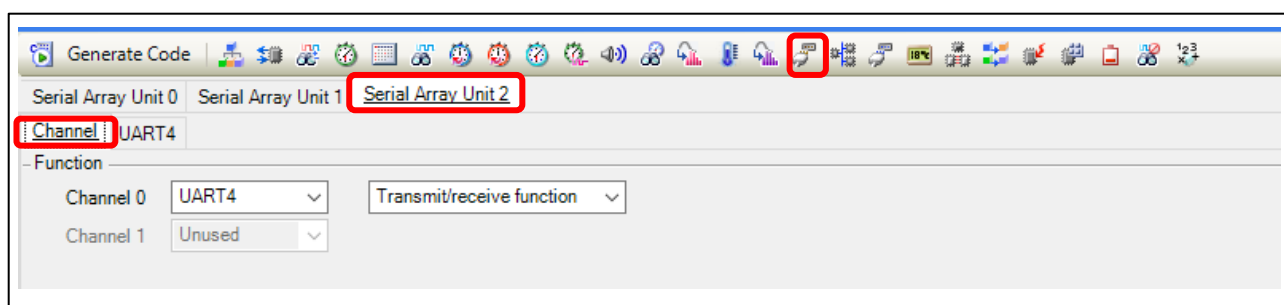 Generate Code
Serial Array Unit 0 Serial Array Unit 1 Serial Array Unit 2
Channel UART4
Function
Channel 0 UART4 Transmit/receive function
Channel 1 Unused